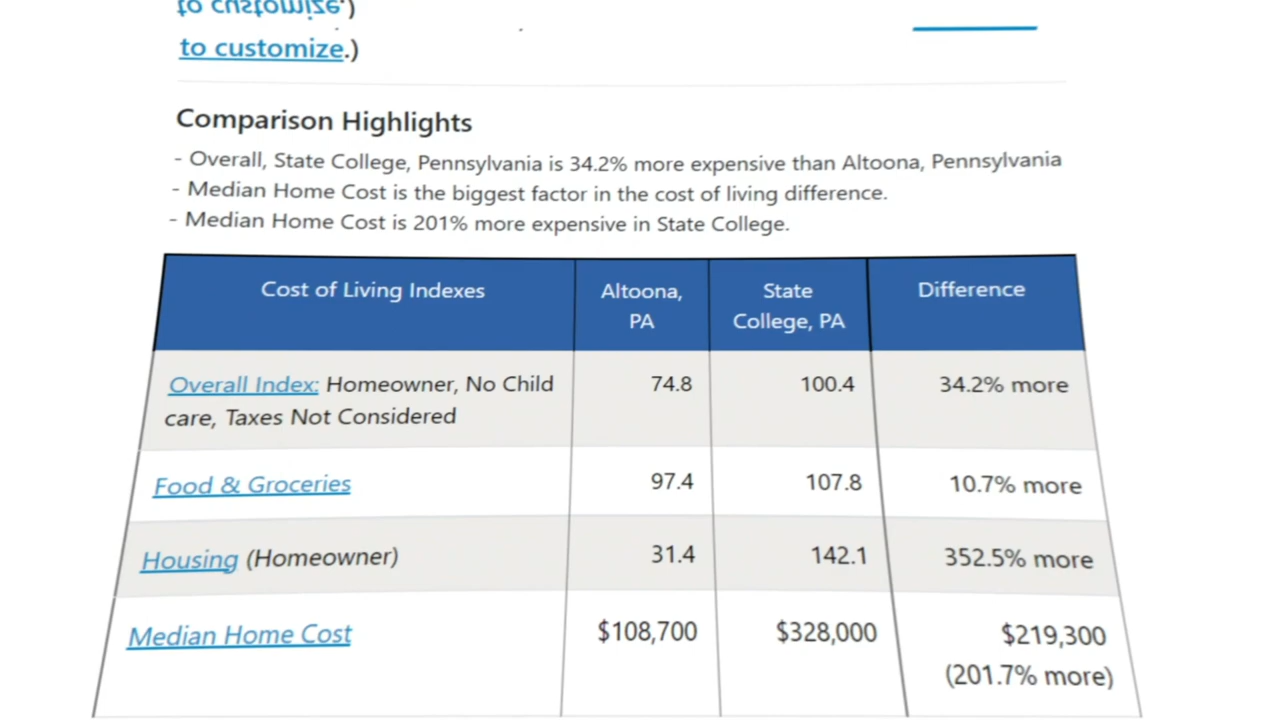 to customize.)
to customize.)
Comparison Highlights
- Overall, State College, Pennsylvania is 34.2% more expensive than Altoona, Pennsylvania
- Median Home Cost is the biggest factor in the cost of living difference.
- Median Home Cost is 201% more expensive in State College.
Cost of Living Indexes Altoona, PA State College, PA Difference
Overall Index: Homeowner, No Child care, Taxes Not Considered 74.8 100.4 34.2% more
Food & Groceries 97.4 107.8 10.7% more
Housing (Homeowner) 31.4 142.1 352.5% more
Median Home Cost $108,700 $328,000 $219,300 (201.7% more)